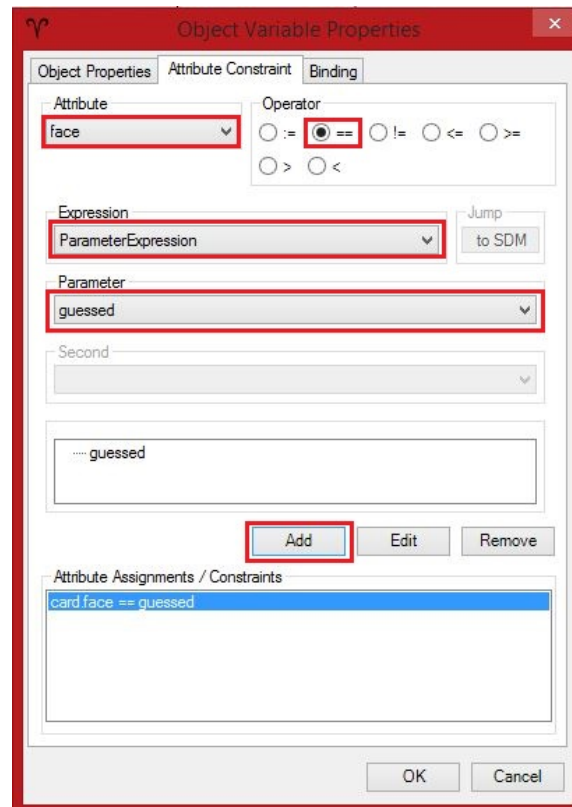 Object Variable Properties
Object Properties Attribute Constraint Binding
Attribute
face
Operator
:= == != <= >=
> <
Expression
ParameterExpression
Jump
to SDM
Parameter
guessed
Second
guessed
Add Edit Remove
Attribute Assignments / Constraints
card.face == guessed
OK Cancel